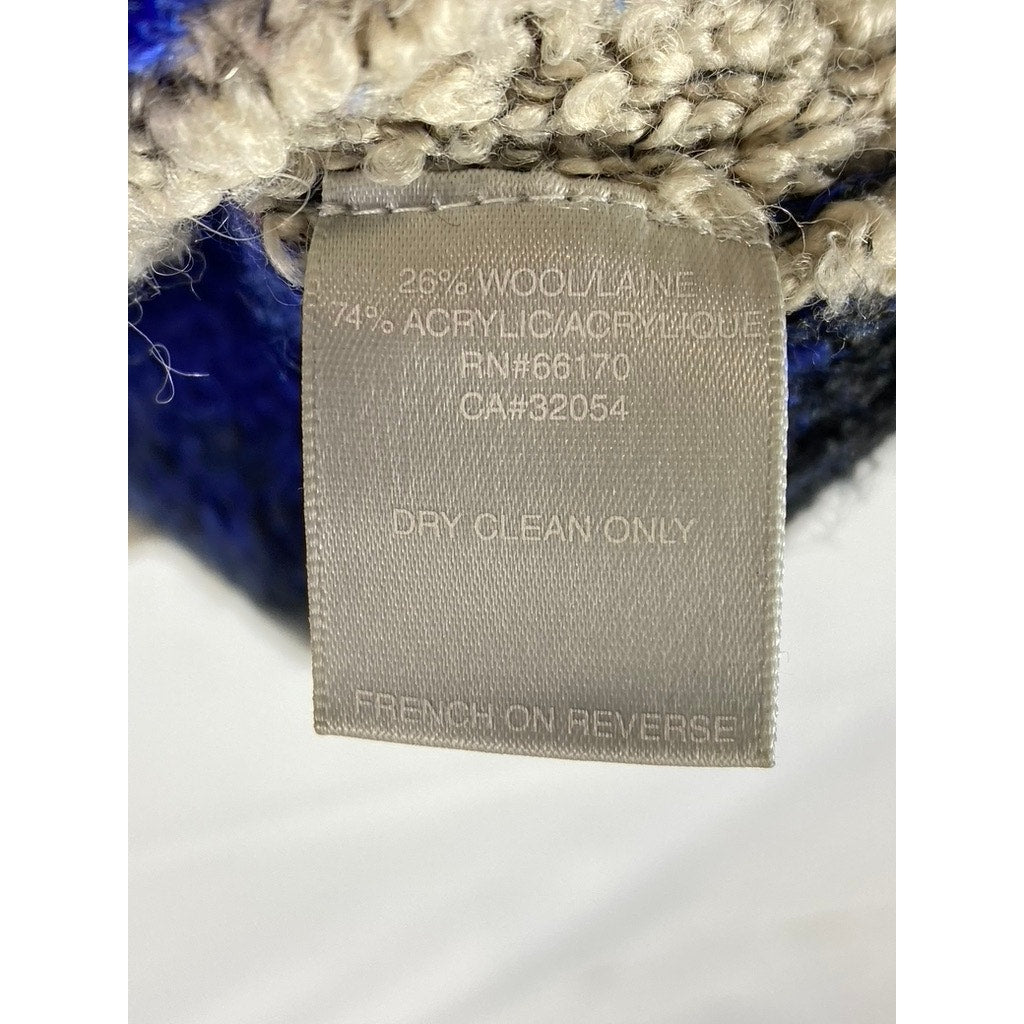 26% WOOL/LAINE
74% ACRYLIC/ACRYLIQUE
RN#66170
CA#32054
DRY CLEAN ONLY
FRENCH ON REVERSE